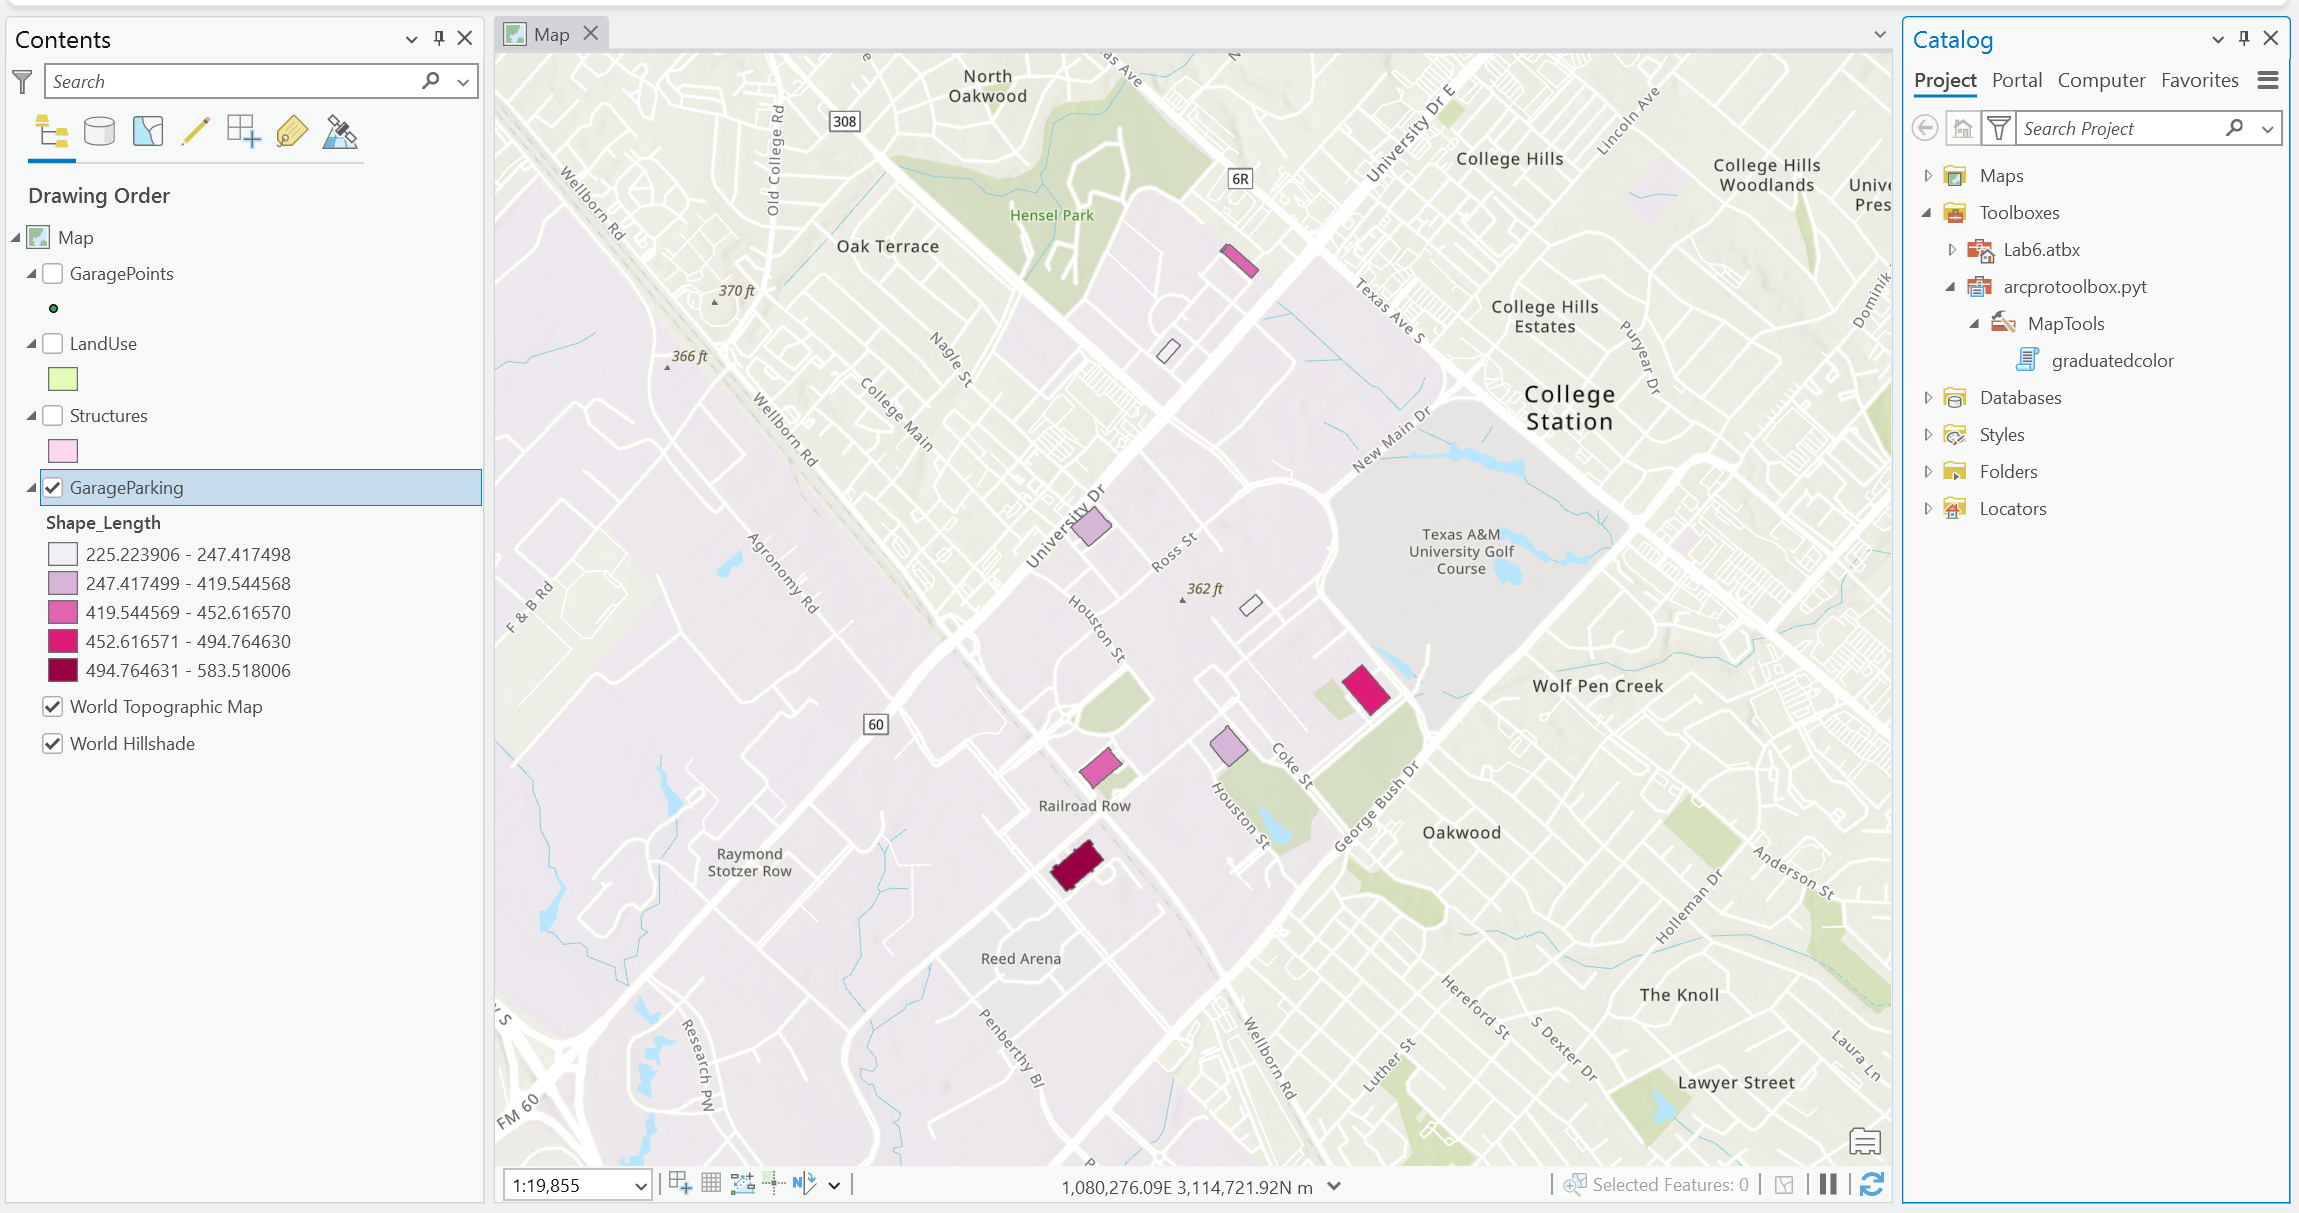 Contents
Search
Drawing Order
Map
GaragePoints
LandUse
Structures
GarageParking
Shape_Length
225.223906 - 247.417498
247.417499 - 419.544568
419.544569 - 452.616570
452.616571 - 494.764630
494.764631 - 583.518006
World Topographic Map
World Hillshade
Map
North
Oakwood
308
Old College Rd
Wellborn Rd
Hensel Park
Oak Terrace
6R
University Dr E
Lincoln Ave
College Hills
College Hills
Woodlands
370 ft
366 ft
Nagle St
College Main
Wellborn Rd
Texas Ave S
College Hills
Estates
Puryear Dr
Dominik
College
Station
New Main Dr
University Dr
Ross St
Agronomy Rd
F & B Rd
Houston St
362 ft
Texas A&M
University Golf
Course
Wolf Pen Creek
60
Coke St
Houston St
George Bush Dr
Railroad Row
Oakwood
Raymond
Stotzer Row
Anderson St
Holleman Dr
Reed Arena
Penberthy Bl
Research PW
FM 60
Wellborn Rd
Hereford St
The Knoll
S Dexter Dr
Luther St
Laura Ln
Lawyer Street
1:19,855
1,080,276.09E 3,114,721.92N m
Selected Features: 0
Catalog
Project Portal Computer Favorites
Search Project
Maps
Toolboxes
Lab6.atbx
arcprotoolbox.pyt
MapTools
graduatedcolor
Databases
Styles
Folders
Locators